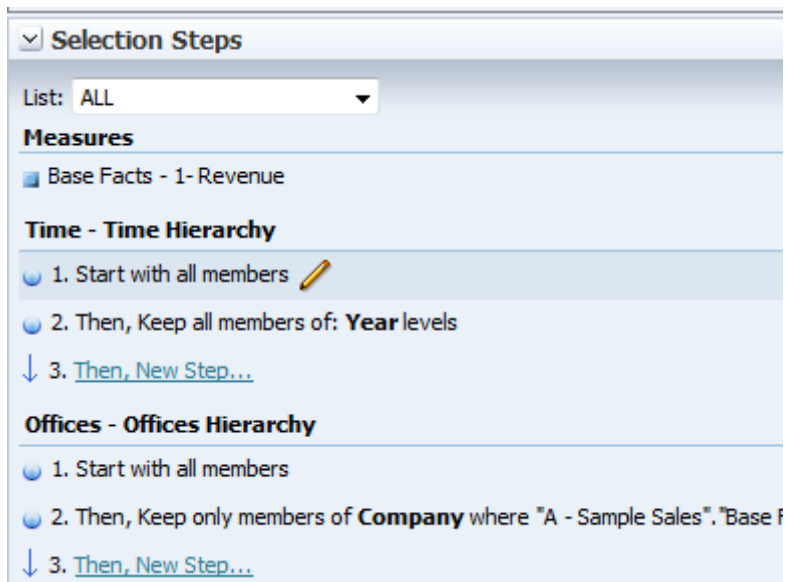 Selection Steps
List: ALL
Measures
Base Facts - 1- Revenue
Time - Time Hierarchy
1. Start with all members
2. Then, Keep all members of: Year levels
3. Then, New Step...
Offices - Offices Hierarchy
1. Start with all members
2. Then, Keep only members of Company where "A - Sample Sales"."Base
3. Then, New Step...